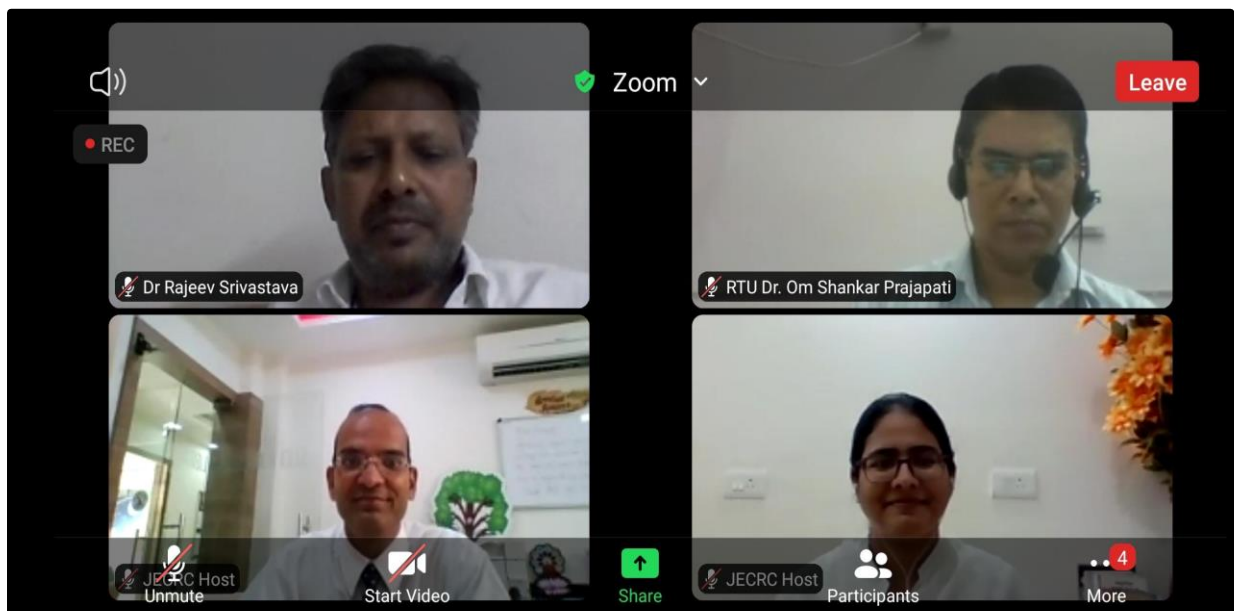 Zoom
Leave
REC
Dr Rajeev Srivastava
RTU Dr. Om Shankar Prajapati
JECRC Host
JECRC Host
4
Unmute
Start Video
Share
Participants
More